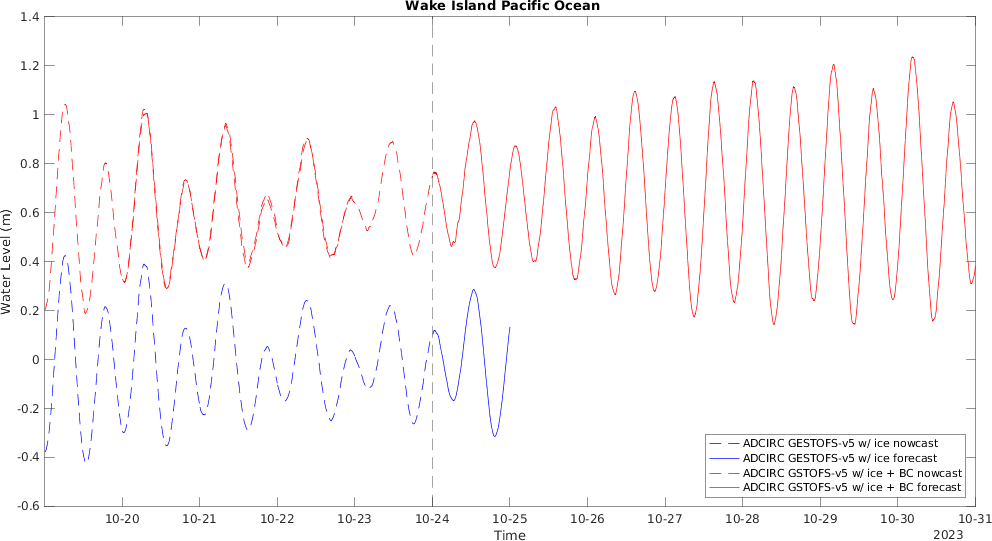 Wake Island Pacific Ocean
1.4
1.2
1
0.8
0.6
0.4
0.2
0
-0.2
-0.4
-0.6
Water Level (m)
10-20 10-21 10-22 10-23 10-24 10-25 10-26 10-27 10-28 10-29 10-30 10-31
Time
2023
ADCIRC GESTOFS-v5 w/ ice nowcast
ADCIRC GESTOFS-v5 w/ ice forecast
ADCIRC GSTOFS-v5 w/ ice + BC nowcast
ADCIRC GSTOFS-v5 w/ ice + BC forecast